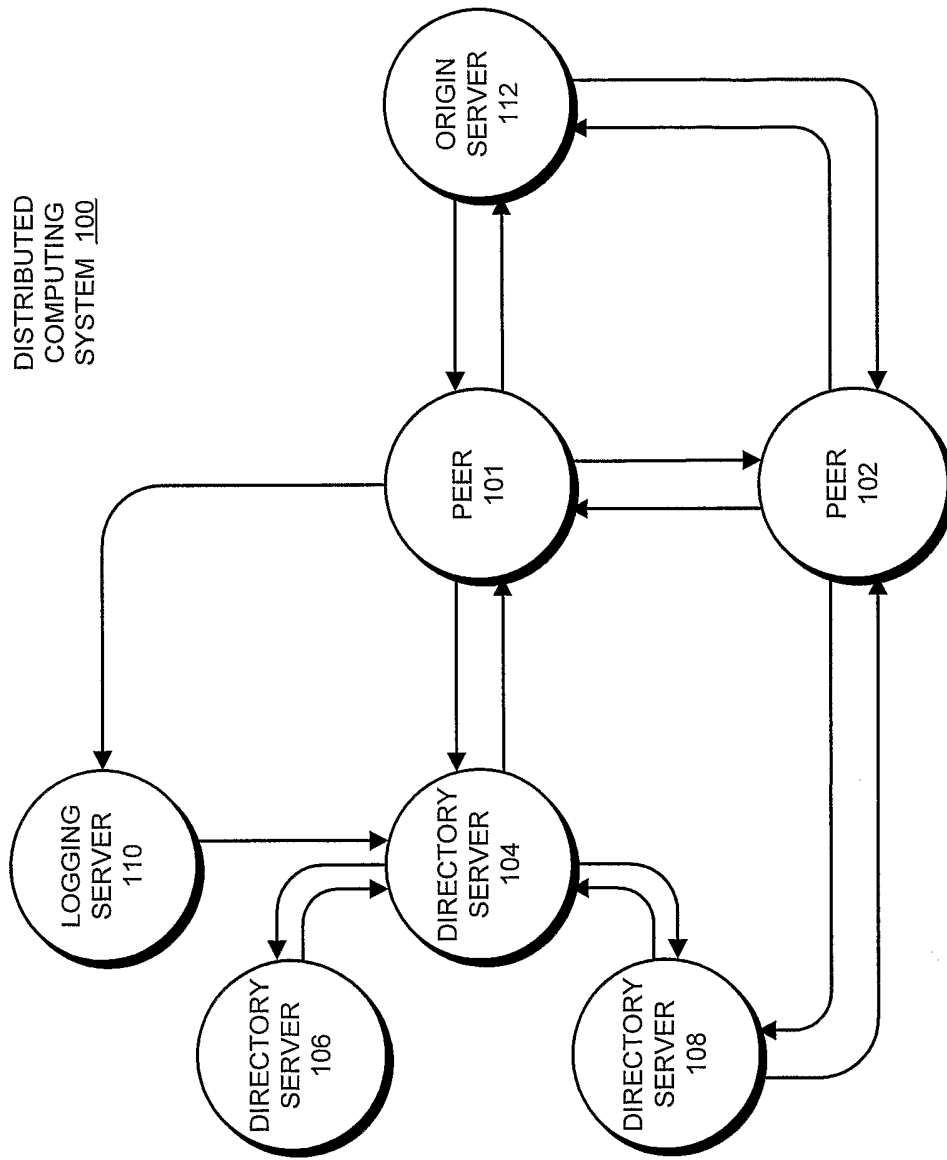 DISTRIBUTED
COMPUTING
SYSTEM 100
LOGGING
SERVER
110
DIRECTORY
SERVER
106
DIRECTORY
SERVER
104
PEER
101
ORIGIN
SERVER
112
DIRECTORY
SERVER
108
PEER
102